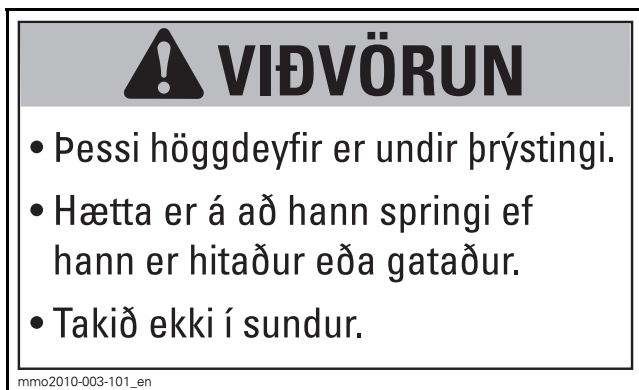 VIÐVÖRUN
• Þessi höggdeyfir er undir þrýstingi.
• Hætta er á að hann springi ef
hann er hitaður eða gataður.
• Takið ekki í sundur.
mmo2010-003-101_en